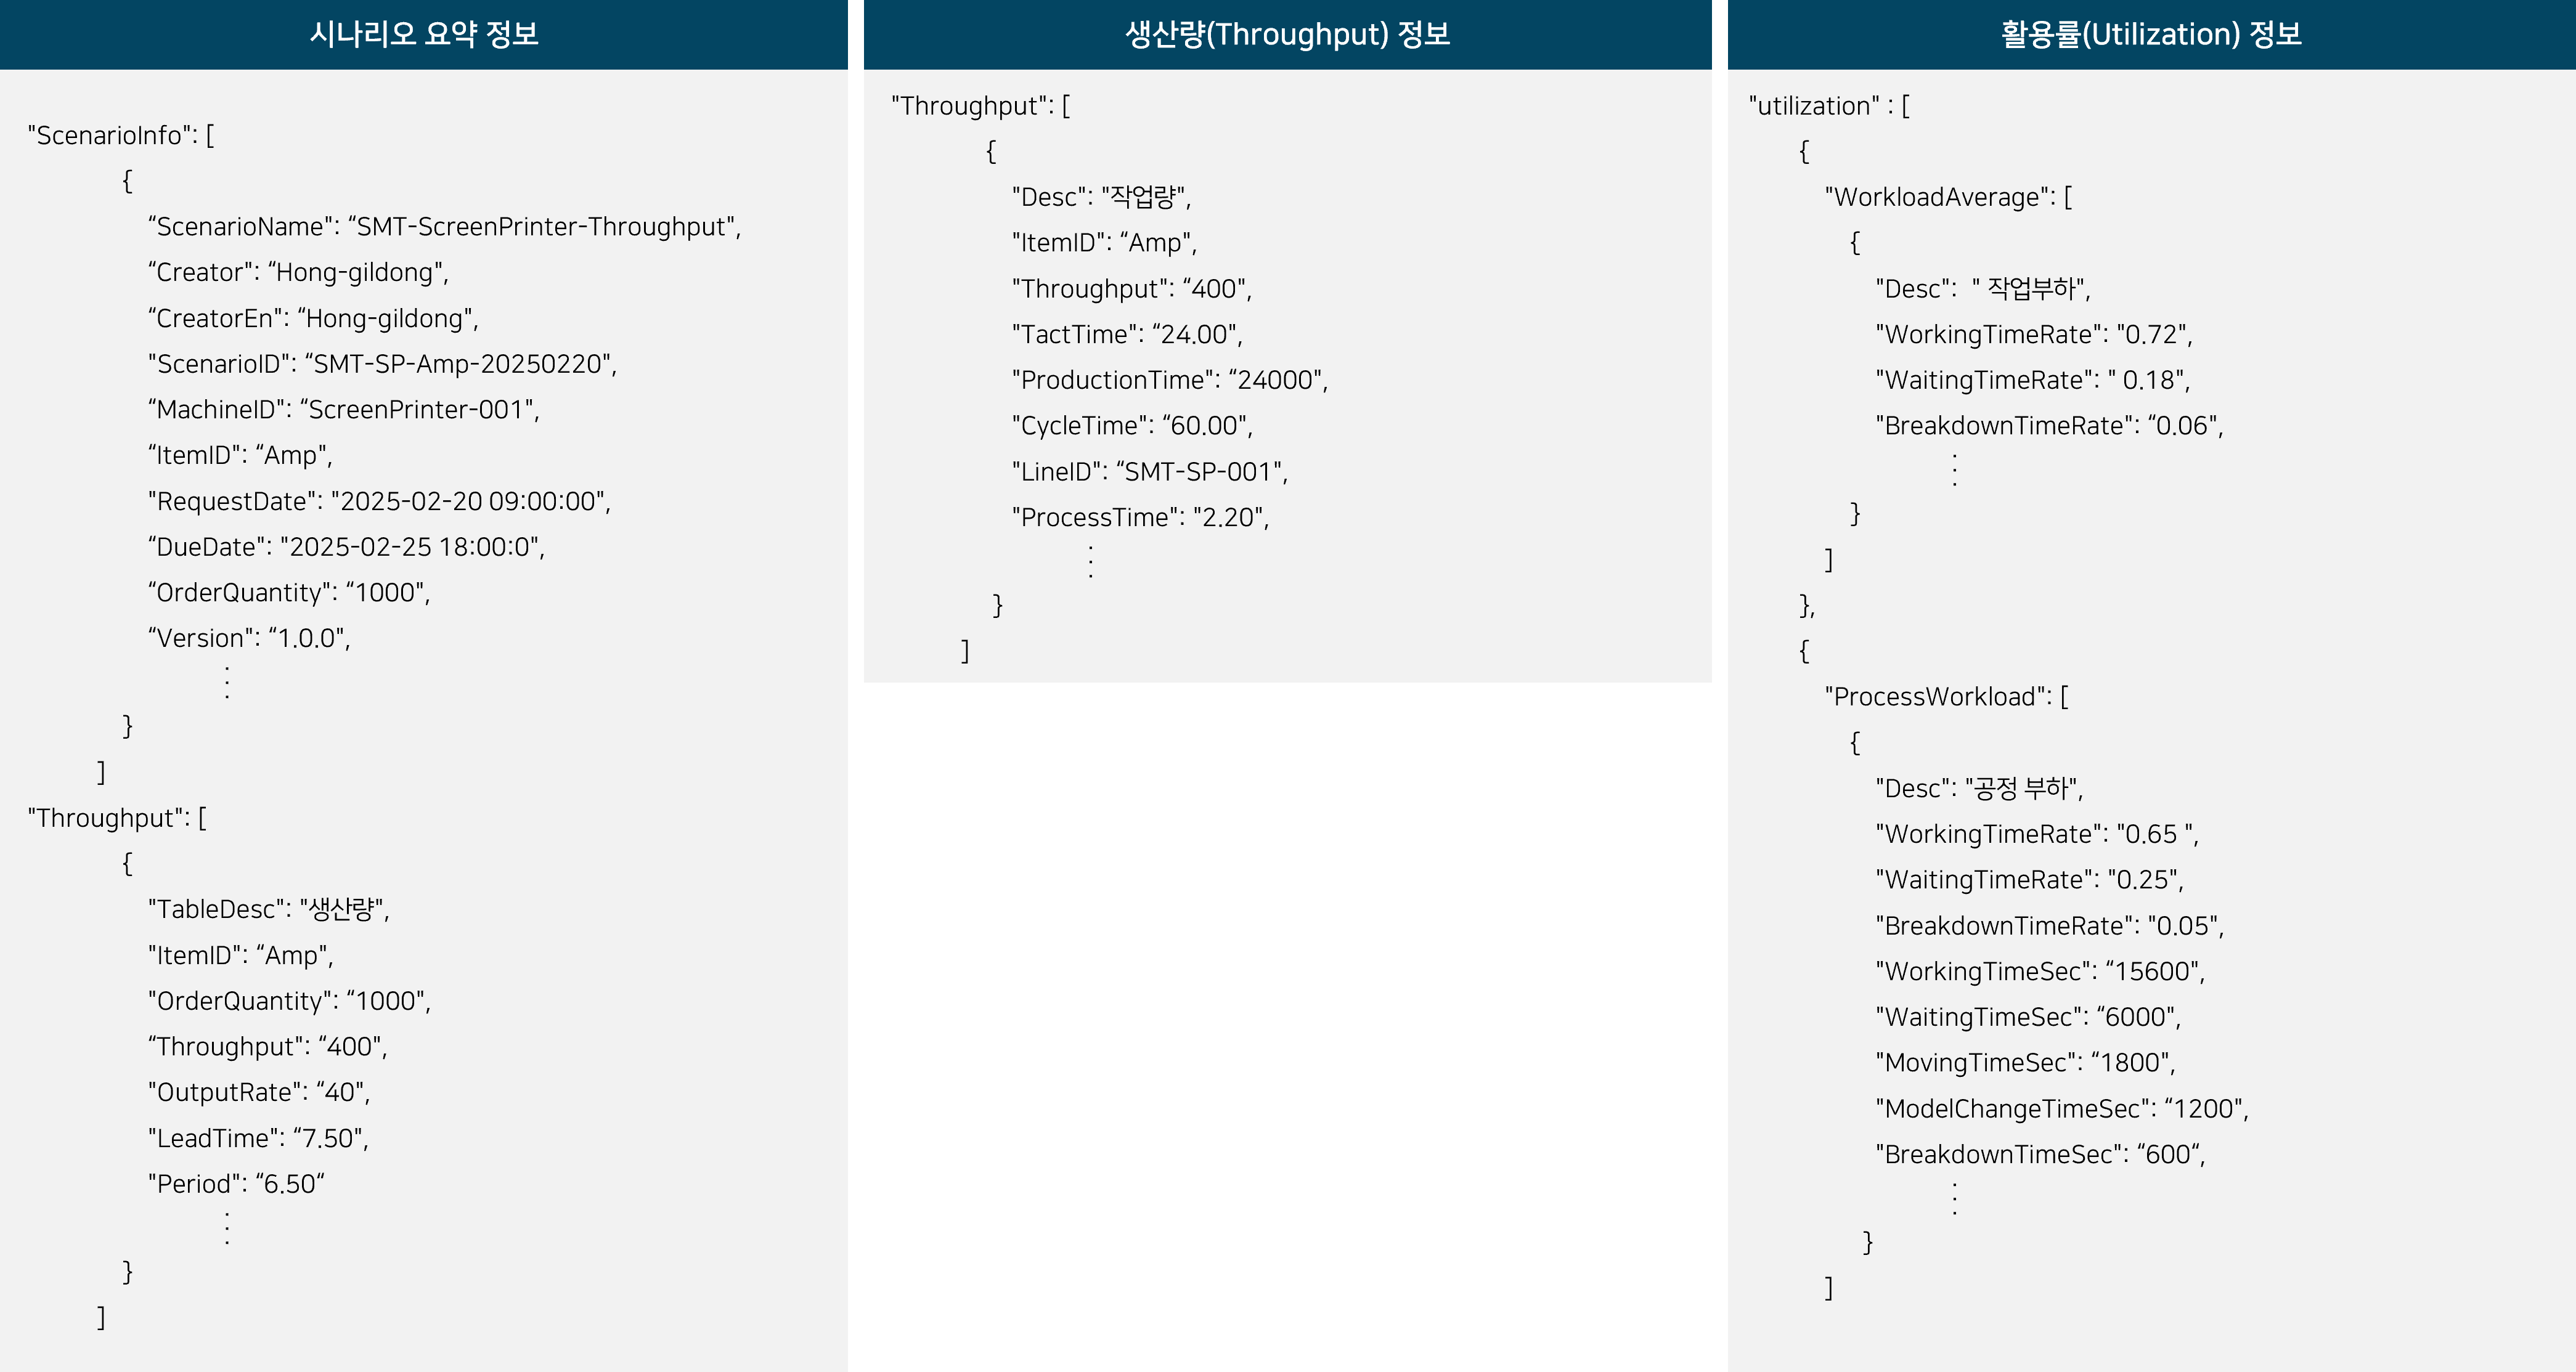 시나리오 요약 정보
"ScenarioInfo": [
{
“ScenarioName": “SMT-ScreenPrinter-Throughput",
“Creator": “Hong-gildong",
“CreatorEn": “Hong-gildong",
"ScenarioID": “SMT-SP-Amp-20250220",
“MachineID": “ScreenPrinter-001",
“ItemID": “Amp",
"RequestDate": "2025-02-20 09:00:00",
“DueDate": "2025-02-25 18:00:0",
“OrderQuantity": “1000",
“Version": “1.0.0",
⋮
}
]
"Throughput": [
{
"TableDesc": "생산량",
"ItemID": “Amp",
"OrderQuantity": “1000",
“Throughput": “400",
"OutputRate": “40",
"LeadTime": “7.50",
"Period": “6.50“
⋮
}
]
생산량(Throughput) 정보
"Throughput": [
{
"Desc": "작업량",
"ItemID": “Amp",
"Throughput": “400",
"TactTime": “24.00",
"ProductionTime": “24000",
"CycleTime": “60.00",
"LineID": “SMT-SP-001",
"ProcessTime": "2.20",
⋮
}
]
활용률(Utilization) 정보
"utilization" : [
{
"WorkloadAverage": [
{
"Desc":  " 작업부하",
"WorkingTimeRate": "0.72",
"WaitingTimeRate": " 0.18",
"BreakdownTimeRate": “0.06",
⋮
}
]
},
{
"ProcessWorkload": [
{
"Desc": "공정 부하",
"WorkingTimeRate": "0.65 ",
"WaitingTimeRate": "0.25",
"BreakdownTimeRate": "0.05",
"WorkingTimeSec": “15600",
"WaitingTimeSec": “6000",
"MovingTimeSec": “1800",
"ModelChangeTimeSec": “1200",
"BreakdownTimeSec": “600“,
⋮
}
]